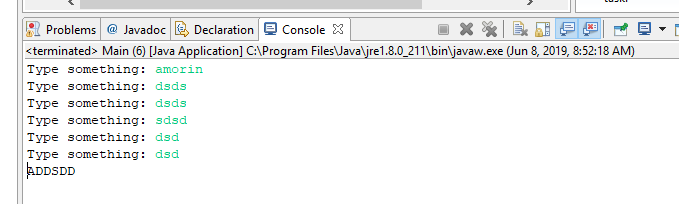 Problems @ Javadoc Declaration Console
<terminated> Main (6) [Java Application] C:\Program Files\Java\jre1.8.0_211\bin\javaw.exe (Jun 8, 2019, 8:52:18 AM)
Type something: amorin
Type something: dsds
Type something: dsds
Type something: sdsd
Type something: dsd
Type something: dsd
ADDSDD